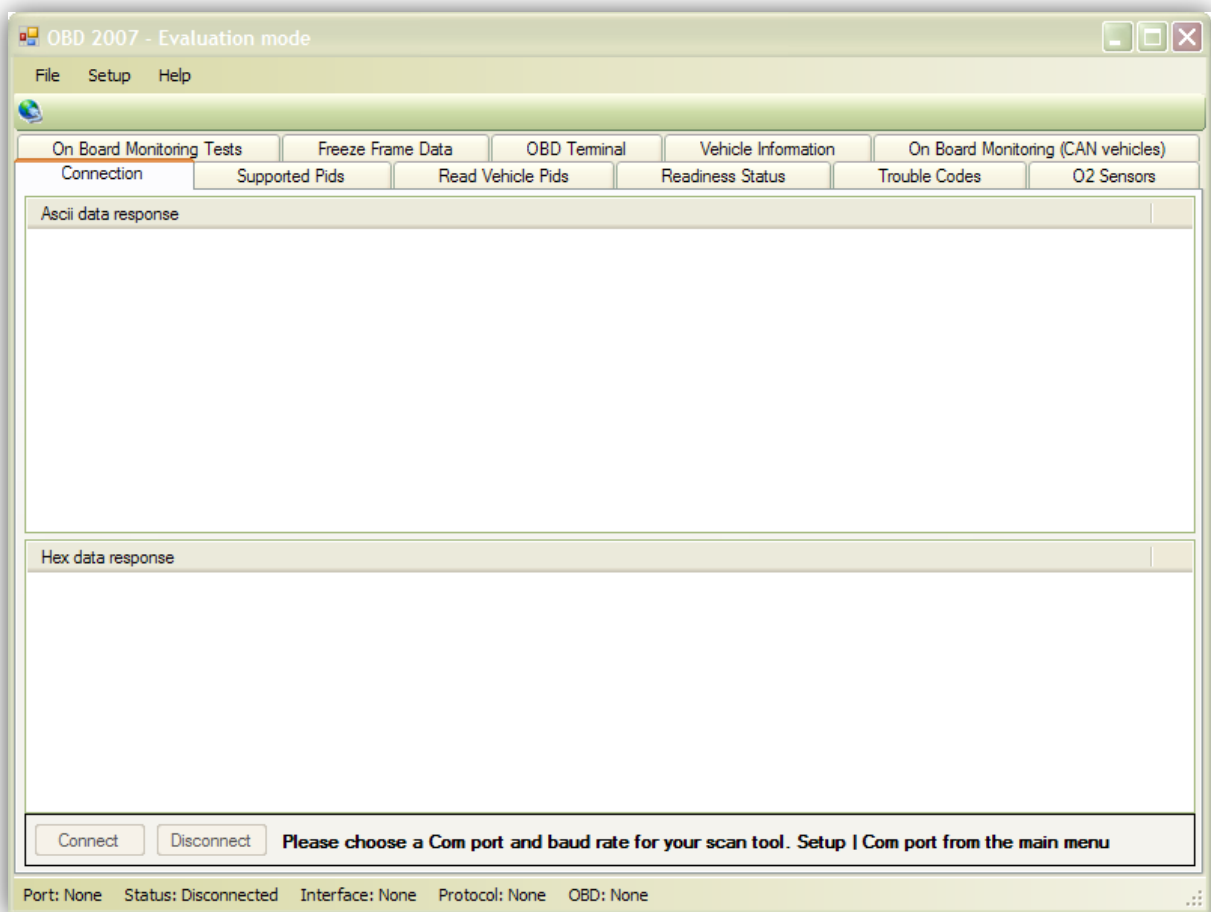 OBD 2007 - Evaluation mode
File Setup Help
On Board Monitoring Tests Freeze Frame Data OBD Terminal Vehicle Information On Board Monitoring (CAN vehicles)
Connection Supported Pids Read Vehicle Pids Readiness Status Trouble Codes O2 Sensors
Ascii data response
Hex data response
Connect Disconnect Please choose a Com port and baud rate for your scan tool. Setup | Com port from the main menu
Port: None Status: Disconnected Interface: None Protocol: None OBD: None